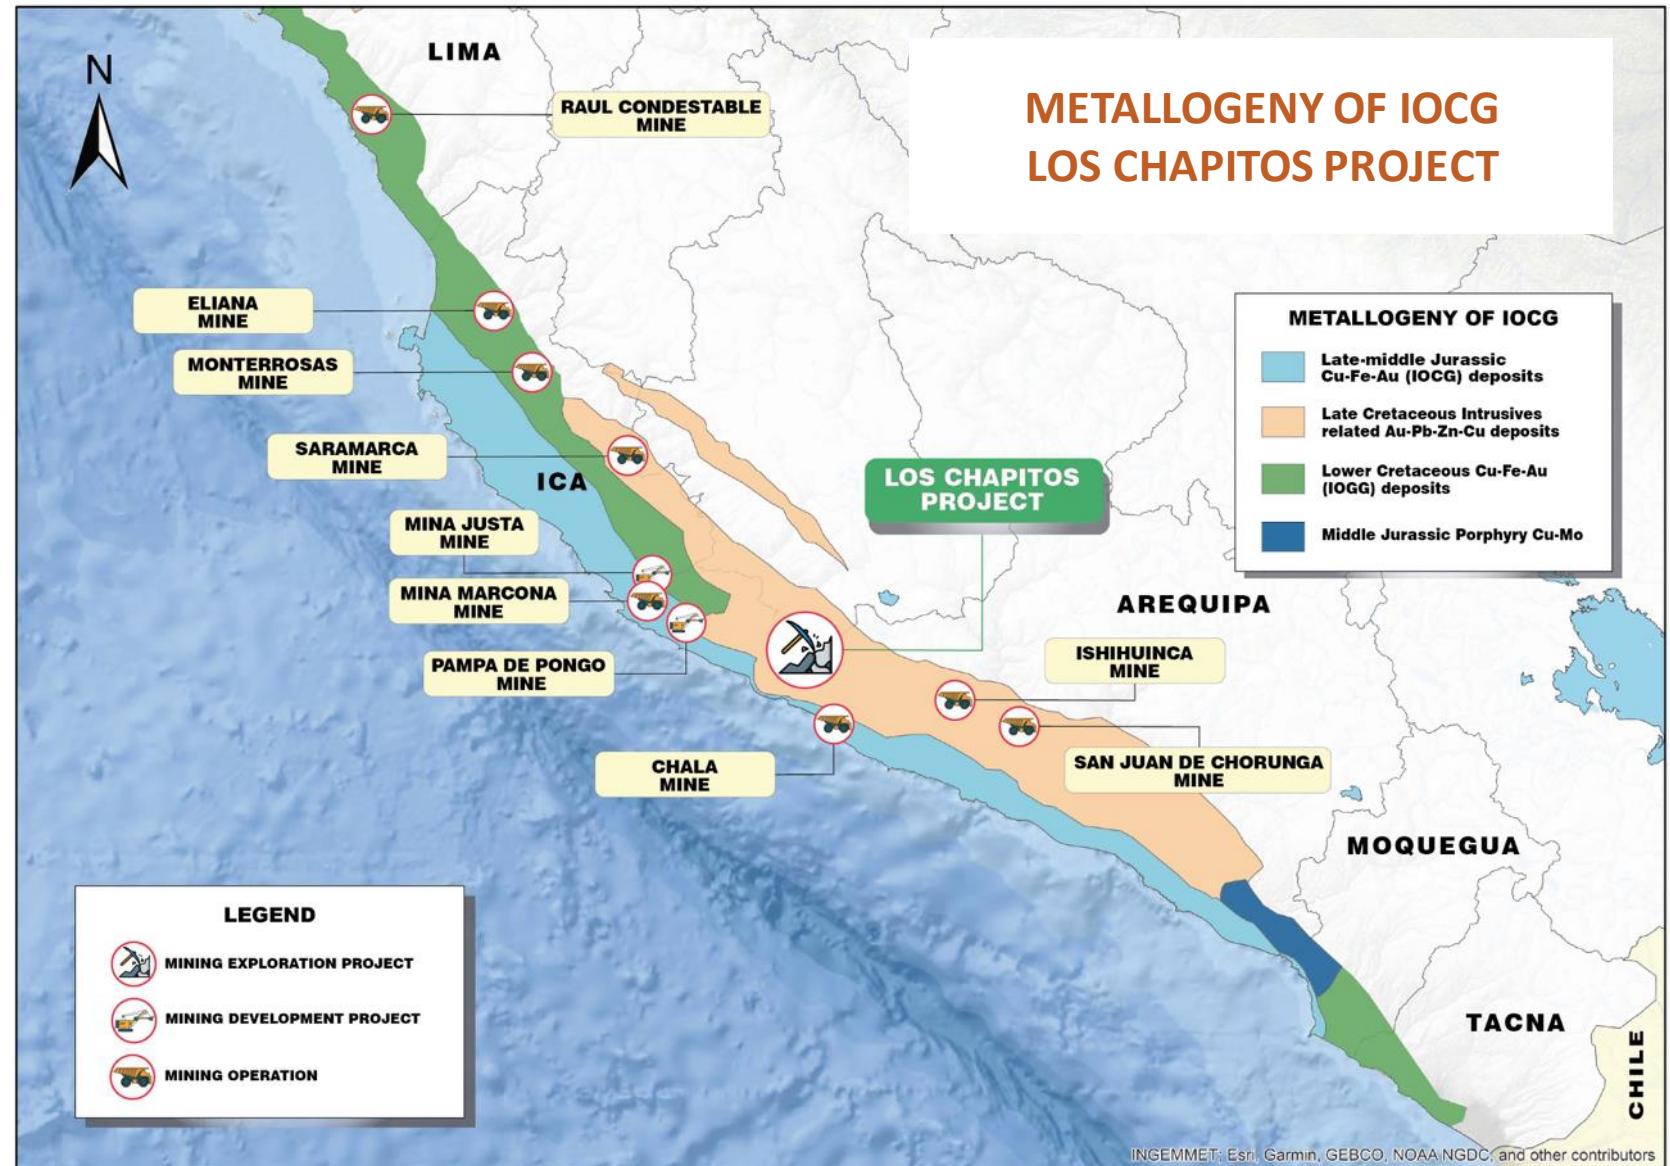 METALLOGENY OF IOCG
LOS CHAPITOS PROJECT
N
LIMA
RAUL CONDESTABLE
MINE
ELIANA
MINE
MONTERROSAS
MINE
SARAMARCA
MINE
ICA
MINA JUSTA
MINE
MINA MARCONA
MINE
PAMPA DE PONGO
MINE
CHALA
MINE
LOS CHAPITOS
PROJECT
AREQUIPA
ISHIHUINCA
MINE
SAN JUAN DE CHORUNGA
MINE
MOQUEGUA
TACNA
CHILE
METALLOGENY OF IOCG
Late-middle Jurassic
Cu-Fe-Au (IOCG) deposits
Late Cretaceous Intrusives
related Au-Pb-Zn-Cu deposits
Lower Cretaceous Cu-Fe-Au
(IOGG) deposits
Middle Jurassic Porphyry Cu-Mo
LEGEND
MINING EXPLORATION PROJECT
MINING DEVELOPMENT PROJECT
MINING OPERATION
INGEMMET; Esri, Garmin, GEBCO, NOAA NGDC, and other contributors